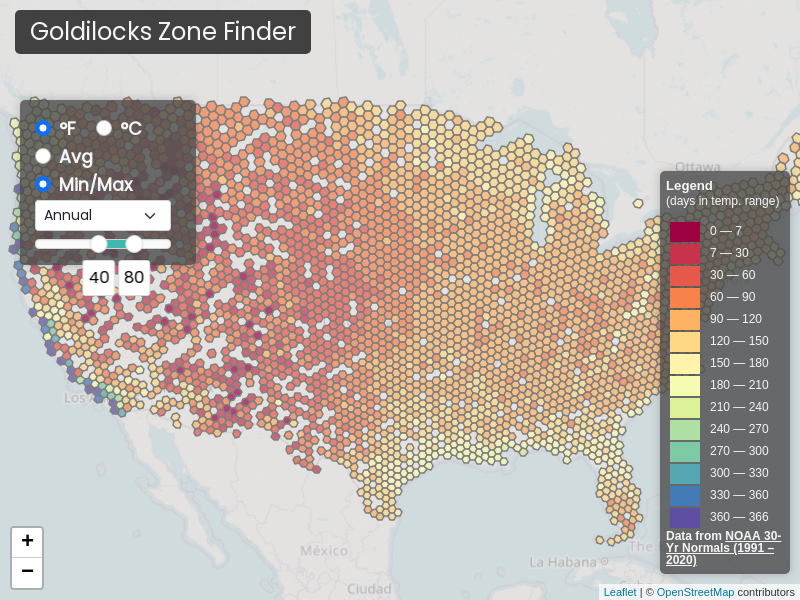 Goldilocks Zone Finder
°F °C
Avg
Min/Max
Annual
40 80
Ottawa
Legend
(days in temp. range)
0 — 7
7 — 30
30 — 60
60 — 90
90 — 120
120 — 150
150 — 180
180 — 210
210 — 240
240 — 270
270 — 300
300 — 330
330 — 360
360 — 366
Data from NOAA 30-
Yr Normals (1991 –
2020)
Los
México
Ciudad
La Habana
The
+
−
Leaflet | © OpenStreetMap contributors